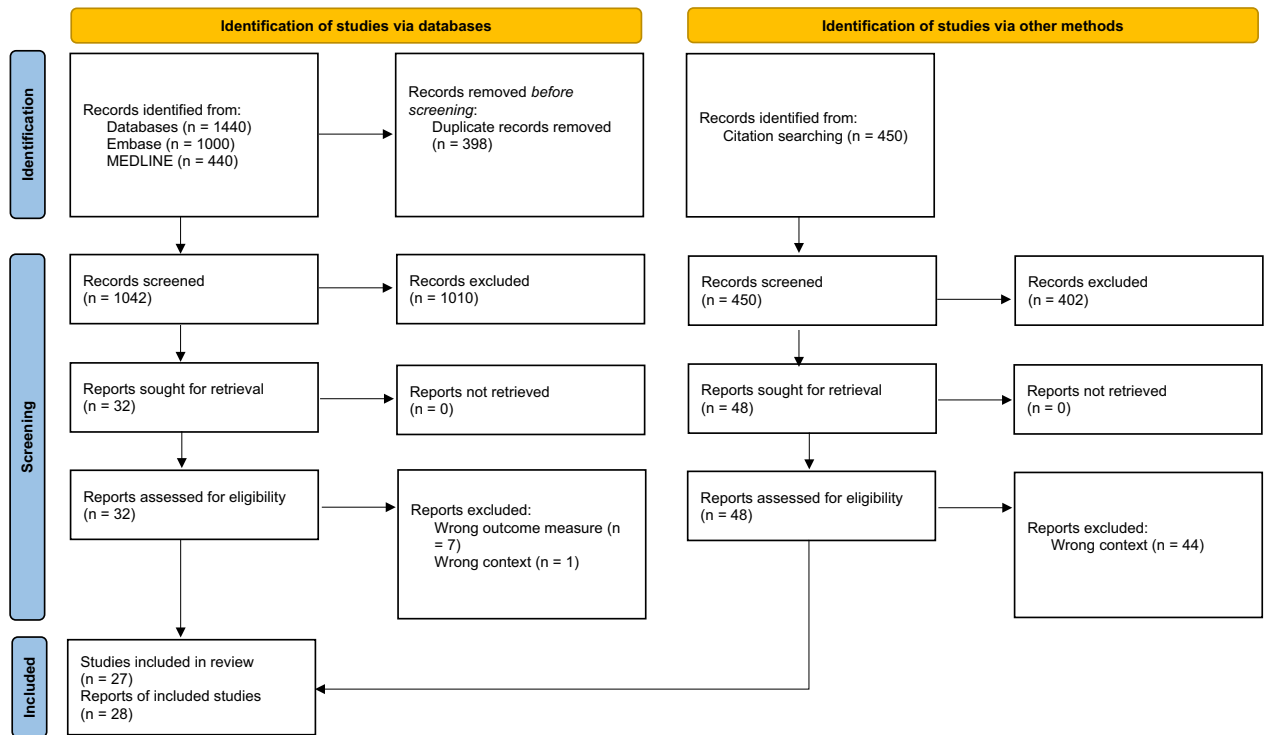 Identification of studies via databases
Identification of studies via other methods
Identification
Records identified from:
Databases (n = 1440)
Embase (n = 1000)
MEDLINE (n = 440)
Records removed before
screening:
Duplicate records removed
(n = 398)
Records identified from:
Citation searching (n = 450)
Screening
Records screened
(n = 1042)
Records excluded
(n = 1010)
Records screened
(n = 450)
Records excluded
(n = 402)
Reports sought for retrieval
(n = 32)
Reports not retrieved
(n = 0)
Reports sought for retrieval
(n = 48)
Reports not retrieved
(n = 0)
Reports assessed for eligibility
(n = 32)
Reports excluded:
Wrong outcome measure (n
= 7)
Wrong context (n = 1)
Reports assessed for eligibility
(n = 48)
Reports excluded:
Wrong context (n = 44)
Included
Studies included in review
(n = 27)
Reports of included studies
(n = 28)